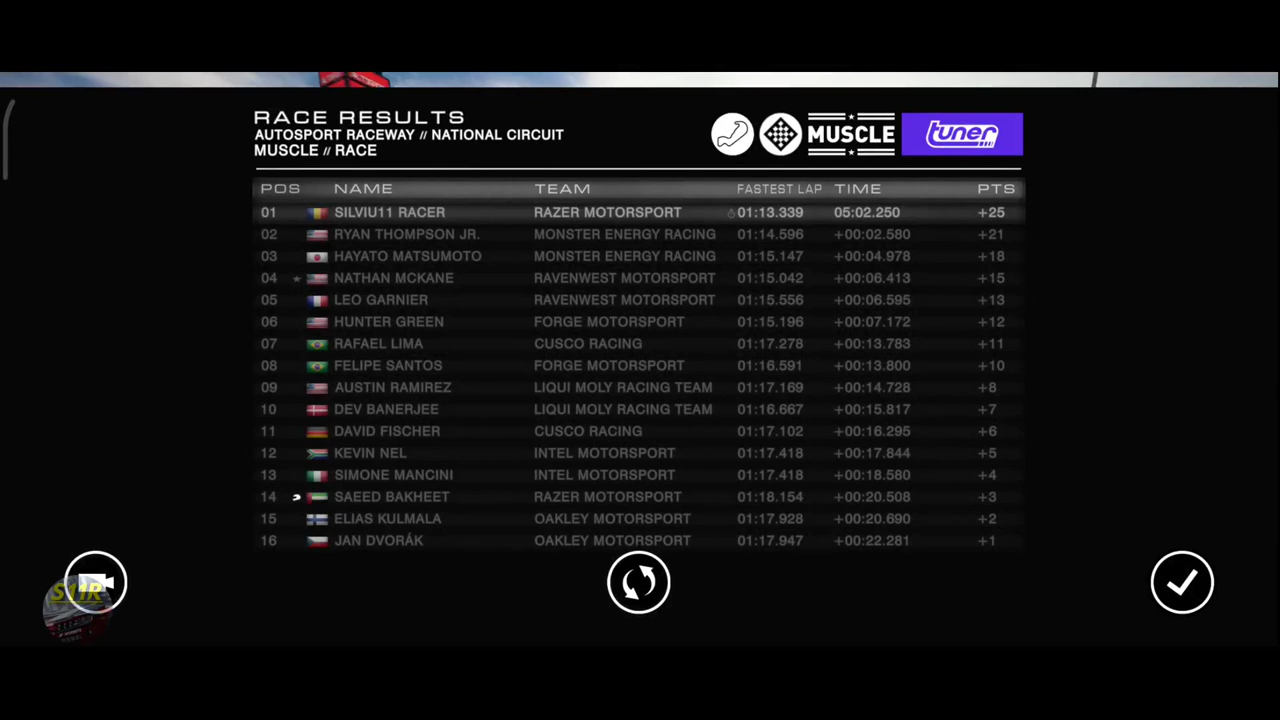 RACE RESULTS
AUTOSPORT RACEWAY // NATIONAL CIRCUIT
MUSCLE // RACE
MUSCLE
tuner
POS NAME TEAM FASTEST LAP TIME PTS
01 SILVIU11 RACER RAZER MOTORSPORT 01:13.339 05:02.250 +25
02 RYAN THOMPSON JR. MONSTER ENERGY RACING 01:14.596 +00:02.580 +21
03 HAYATO MATSUMOTO MONSTER ENERGY RACING 01:15.147 +00:04.978 +18
04 NATHAN MCKANE RAVENWEST MOTORSPORT 01:15.042 +00:06.413 +15
05 LEO GARNIER RAVENWEST MOTORSPORT 01:15.556 +00:06.595 +13
06 HUNTER GREEN FORGE MOTORSPORT 01:15.196 +00:07.172 +12
07 RAFAEL LIMA CUSCO RACING 01:17.278 +00:13.783 +11
08 FELIPE SANTOS FORGE MOTORSPORT 01:16.591 +00:13.800 +10
09 AUSTIN RAMIREZ LIQUI MOLY RACING TEAM 01:17.169 +00:14.728 +8
10 DEV BANERJEE LIQUI MOLY RACING TEAM 01:16.667 +00:15.817 +7
11 DAVID FISCHER CUSCO RACING 01:17.102 +00:16.295 +6
12 KEVIN NEL INTEL MOTORSPORT 01:17.418 +00:17.844 +5
13 SIMONE MANCINI INTEL MOTORSPORT 01:17.418 +00:18.580 +4
14 SAEED BAKHEET RAZER MOTORSPORT 01:18.154 +00:20.508 +3
15 ELIAS KULMALA OAKLEY MOTORSPORT 01:17.928 +00:20.690 +2
16 JAN DVORÁK OAKLEY MOTORSPORT 01:17.947 +00:22.281 +1
S11R